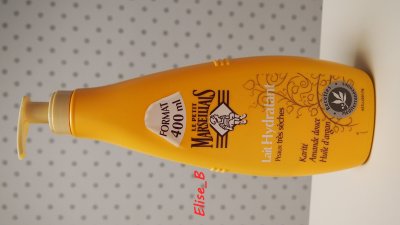 FORMAT
400 ml
LE PETIT
MARSEILLAIS
Lait Hydratant
Peaux très sèches
Karité
Amande douce
Huile d'argan
Elise_B